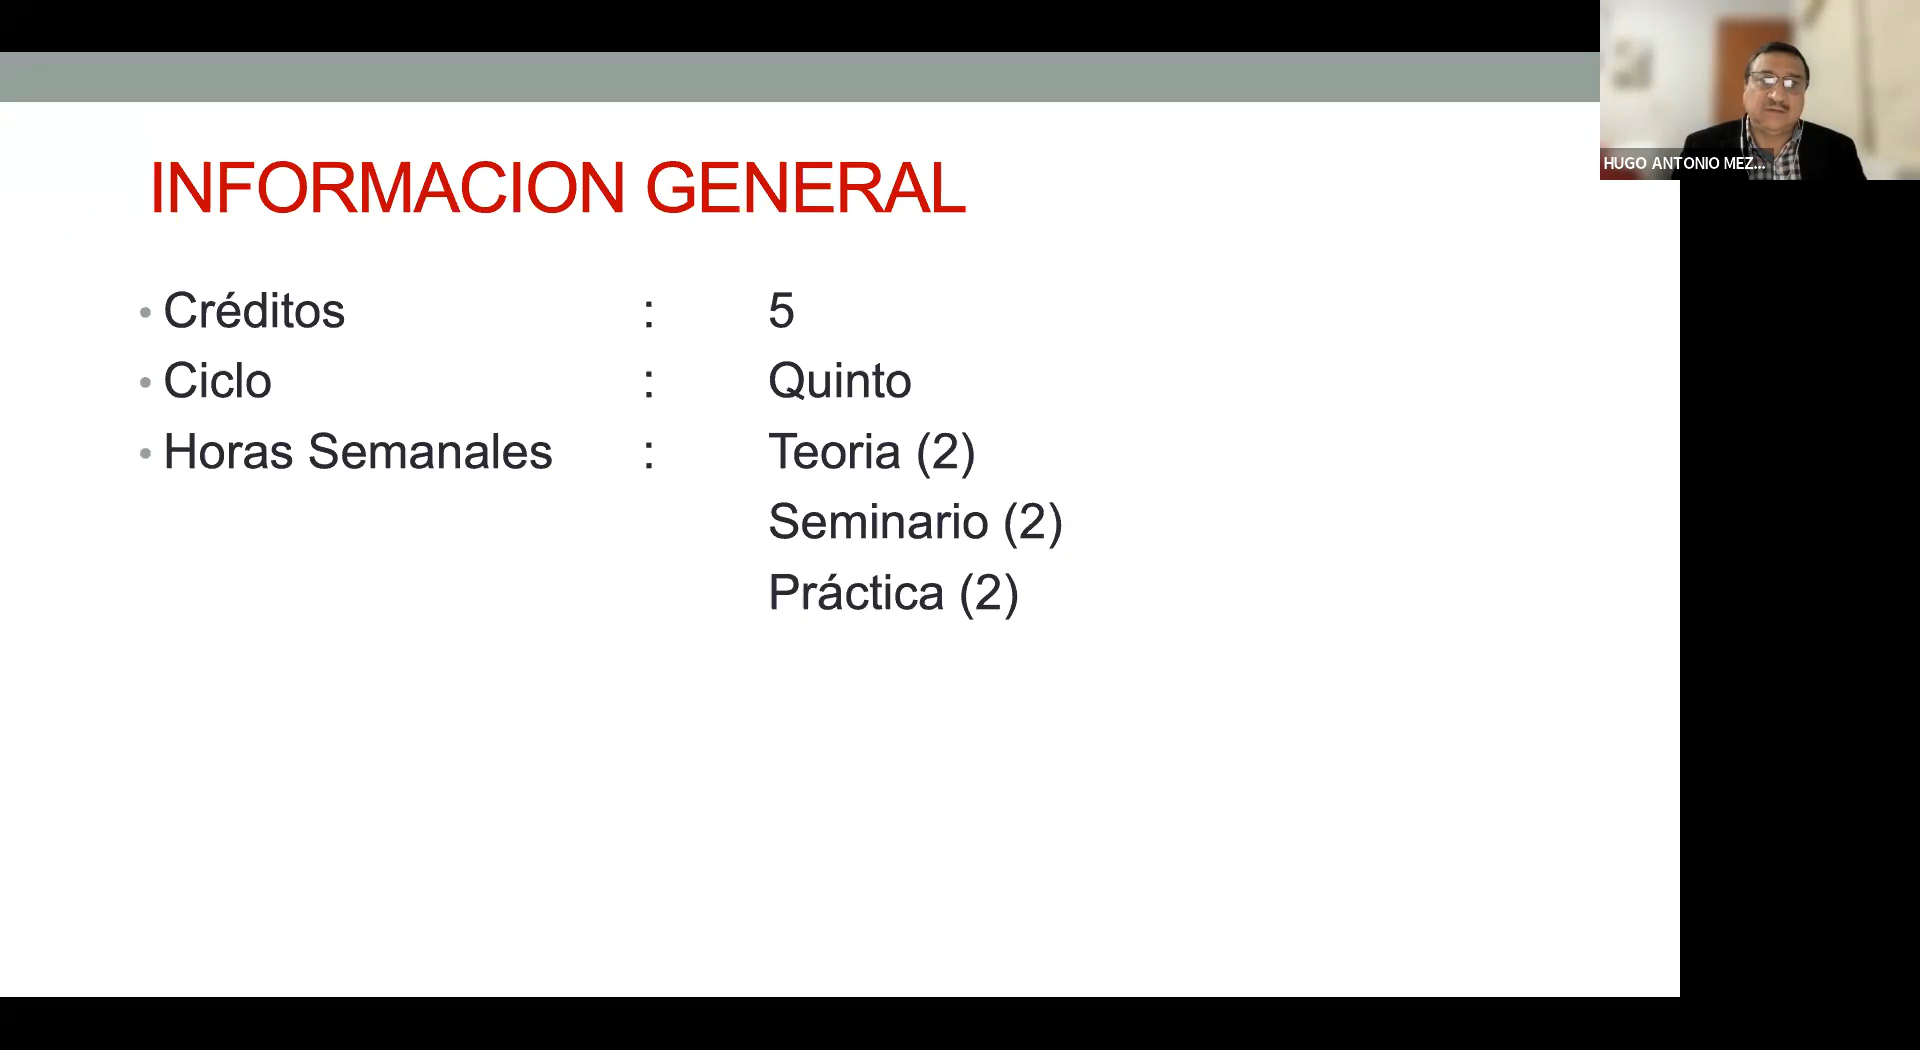 INFORMACION GENERAL
• Créditos : 5
• Ciclo : Quinto
• Horas Semanales : Teoria (2)
Seminario (2)
Práctica (2)
HUGO ANTONIO MEZ...